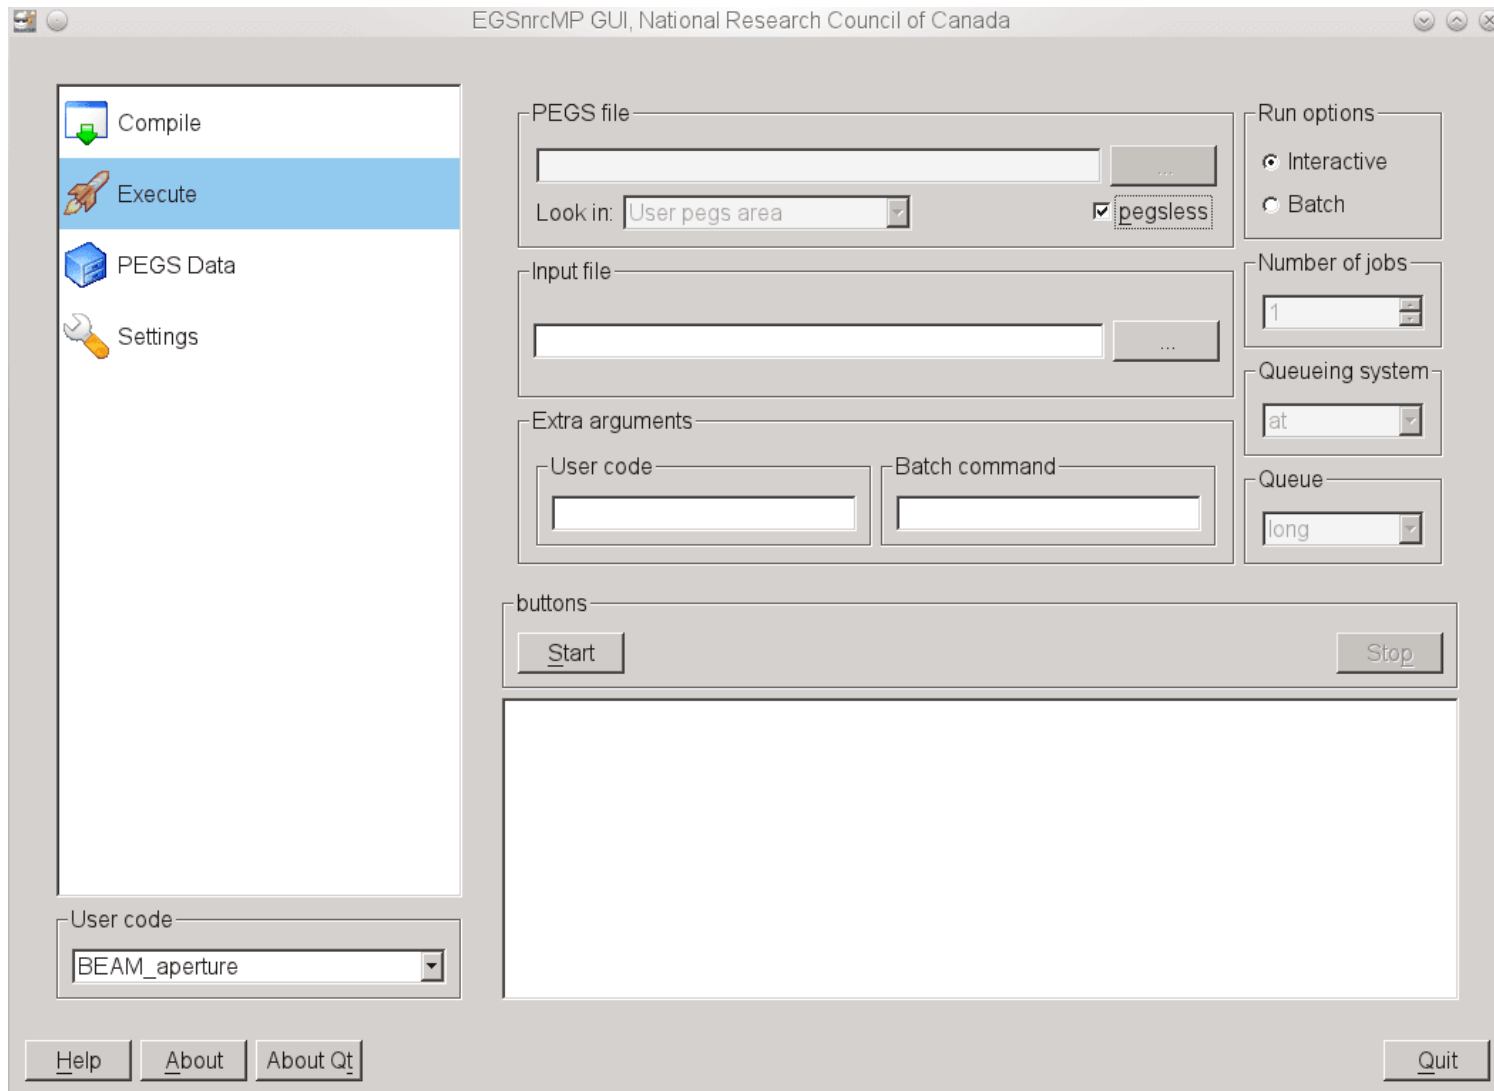 EGSnrcMP GUI, National Research Council of Canada
Compile
Execute
PEGS Data
Settings
User code
BEAM_aperture
PEGS file
...
Look in: User pegs area
pegsless
Input file
...
Extra arguments
User code
Batch command
Run options
Interactive
Batch
Number of jobs
1
Queueing system
at
Queue
long
buttons
Start
Stop
Help
About
About Qt
Quit